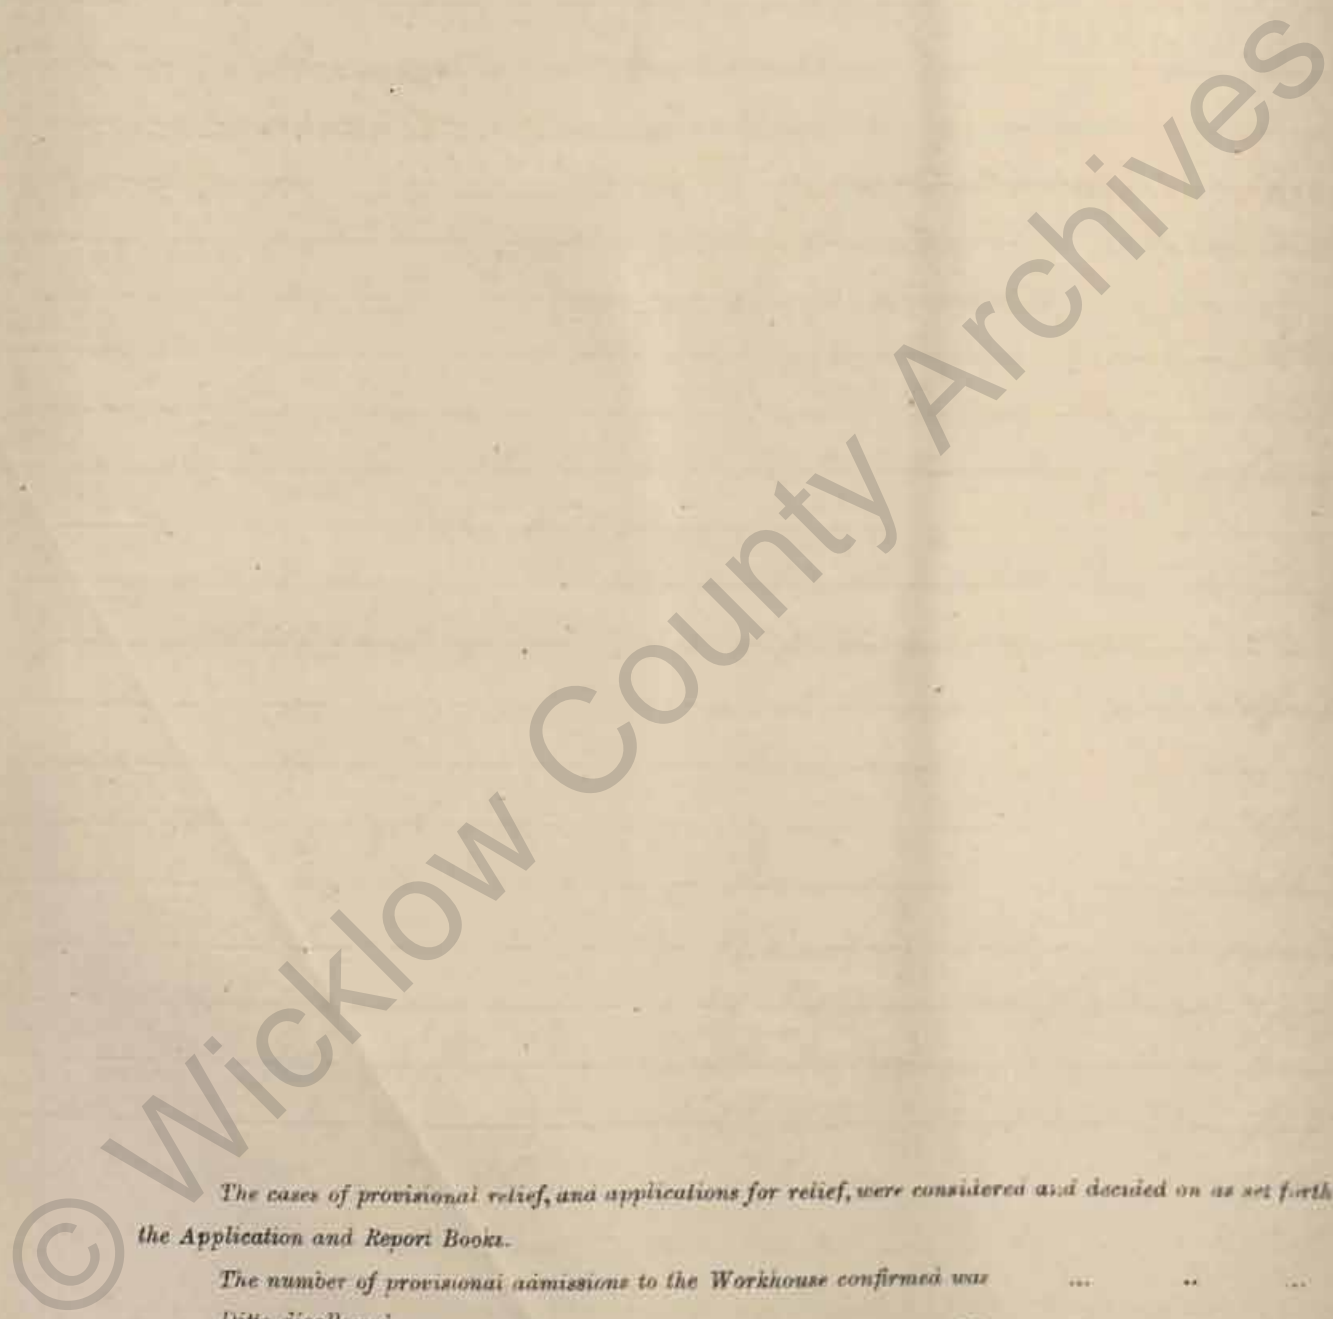 © Wicklow County Archives
The cases of provisional relief, and applications for relief, were considered and decided on as set forth
the Application and Report Books.
The number of provisional admissions to the Workhouse confirmed was ... .. ...